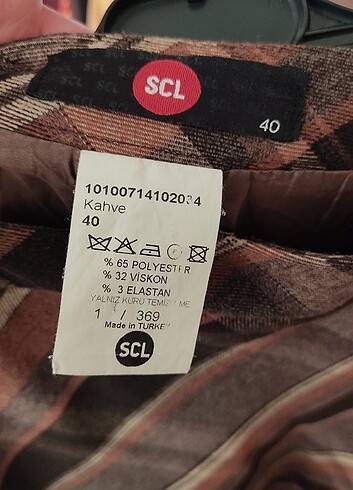 SCL
40
10100714102034
Kahve
40
% 65 POLYESTER
% 32 VİSKON
% 3 ELASTAN
YALNIZ KURU TEMİZLEME
1 / 369
Made in TURKEY
SCL